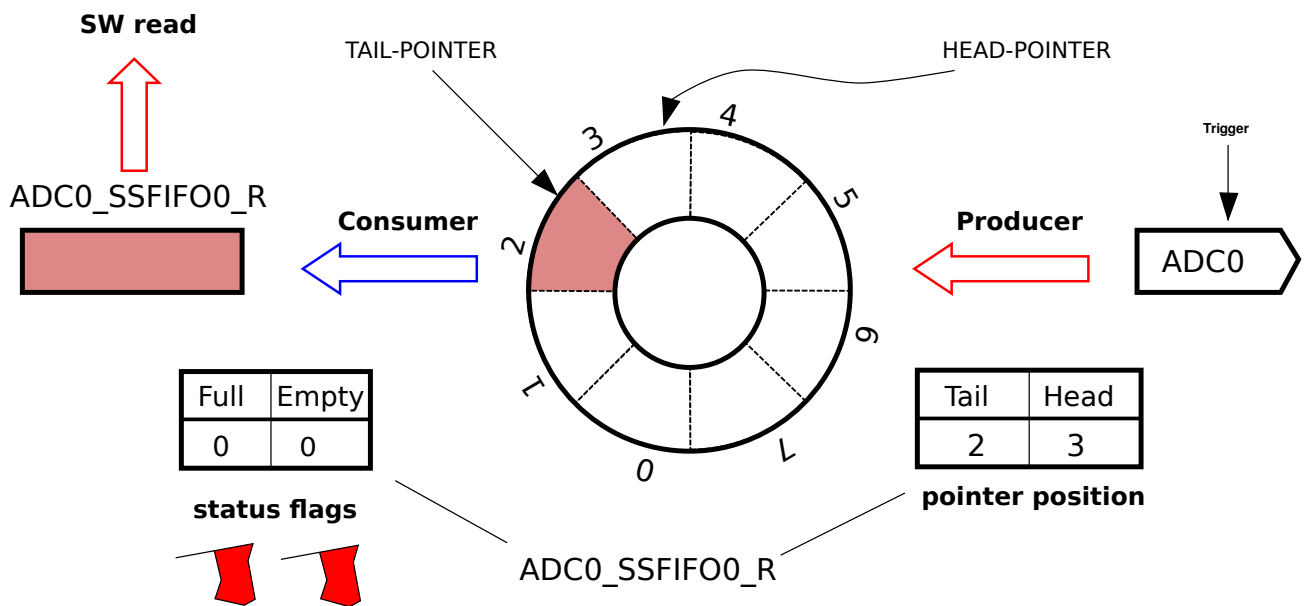 SW read
TAIL-POINTER
HEAD-POINTER
4
3
Trigger
ADC0_SSFIFO0_R
5
Consumer
Producer
2
ADC0
6
1
Full Empty
0 0
Tail Head
2 3
7
0
status flags
pointer position
ADC0_SSFIFO0_R